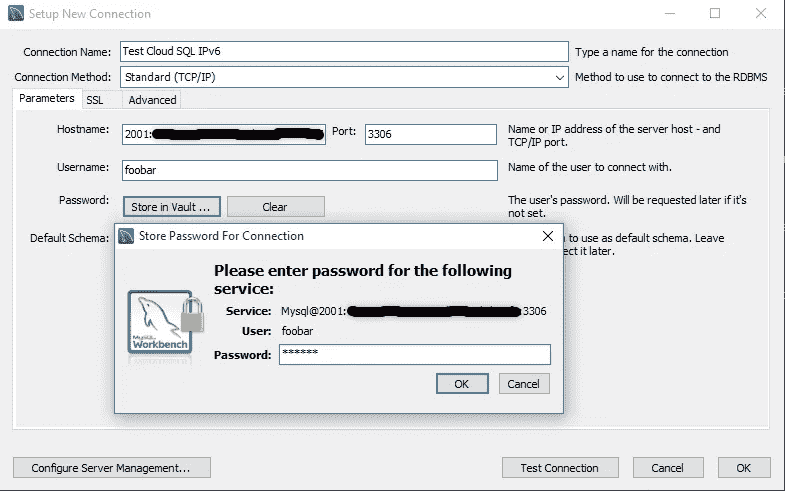 Setup New Connection
Connection Name: Test Cloud SQL IPv6 Type a name for the connection
Connection Method: Standard (TCP/IP) Method to use to connect to the RDBMS
Parameters SSL Advanced
Hostname: 2001: Port: 3306 Name or IP address of the server host - and
TCP/IP port.
Username: foobar Name of the user to connect with.
Password: Store in Vault ... Clear The user's password. Will be requested later if it's
not set.
Default Schema: to use as default schema. Leave
ect it later.
Store Password For Connection
Please enter password for the following
service:
Service: Mysql@2001: :3306
User: foobar
Password: ******
MySQL
Workbench
OK Cancel
Configure Server Management... Test Connection Cancel OK